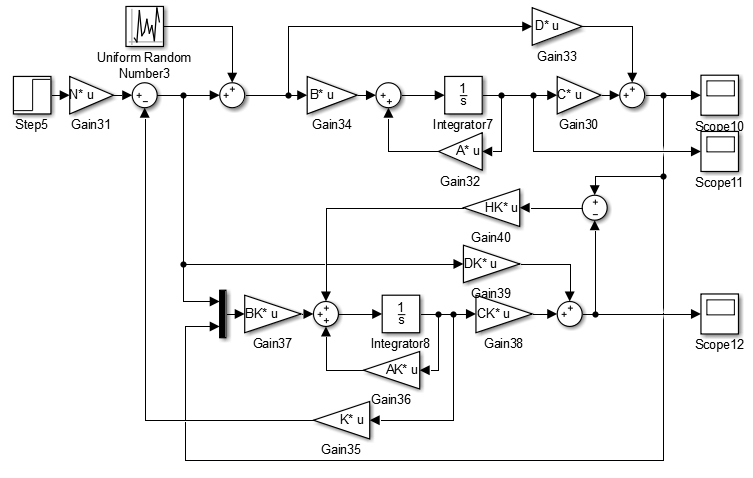 D* u
Gain33
Uniform Random
Number3
N* u
B* u
1
s
C* u
Step5
Gain31
Gain34
Integrator7
Gain30
Scope10
A* u
Gain32
Scope11
HK* u
Gain40
DK* u
Gain39
BK* u
1
s
CK* u
Gain37
Integrator8
Gain38
Scope12
AK* u
Gain36
K* u
Gain35